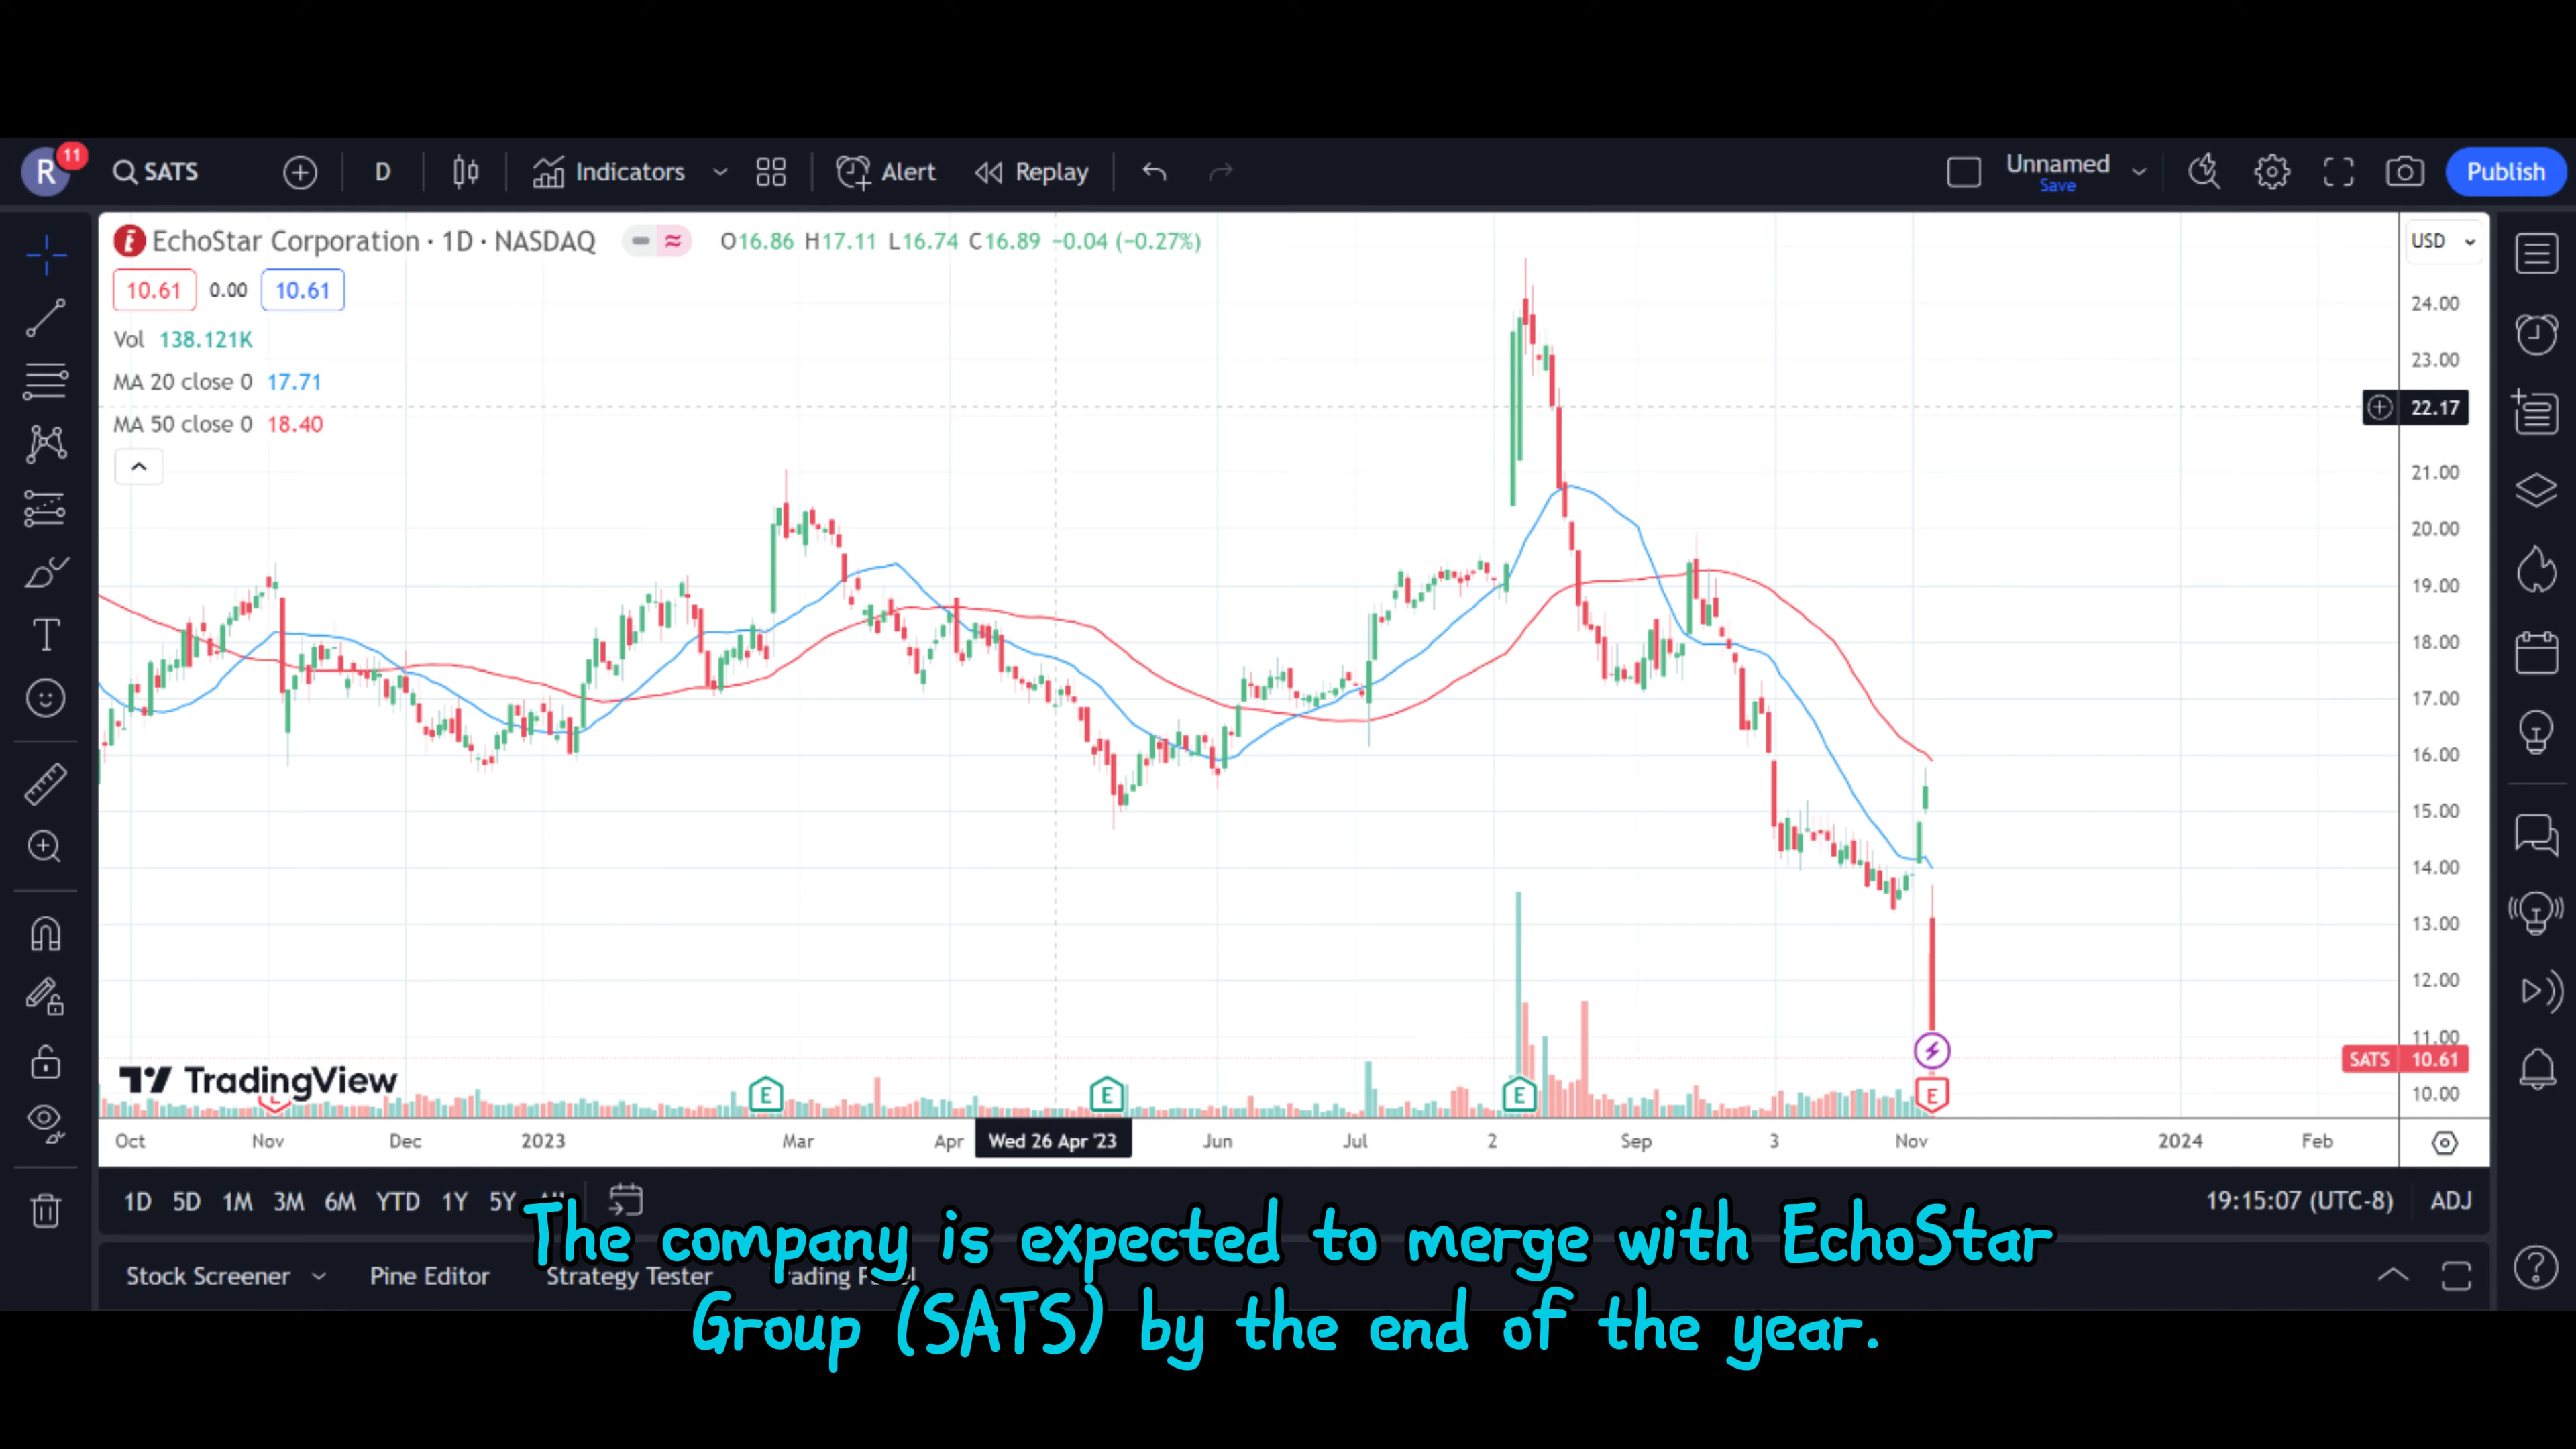 R 11 SATS D Indicators Alert Replay Unnamed Publish
Save
EchoStar Corporation · 1D · NASDAQ O16.86 H17.11 L16.74 C16.89 −0.04 (−0.27%) USD
10.61 0.00 10.61
Vol 138.121K
MA 20 close 0 17.71
MA 50 close 0 18.40
24.00
23.00
22.17
21.00
20.00
19.00
18.00
17.00
16.00
15.00
14.00
13.00
12.00
11.00
SATS 10.61
10.00
TradingView
E E E E
Oct Nov Dec 2023 Mar Apr Wed 26 Apr '23 Jun Jul 2 Sep 3 Nov 2024 Feb
1D 5D 1M 3M 6M YTD 1Y 5Y 19:15:07 (UTC-8) ADJ
The company is expected to merge with EchoStar
Stock Screener Pine Editor Strategy Tester
Group (SATS) by the end of the year.